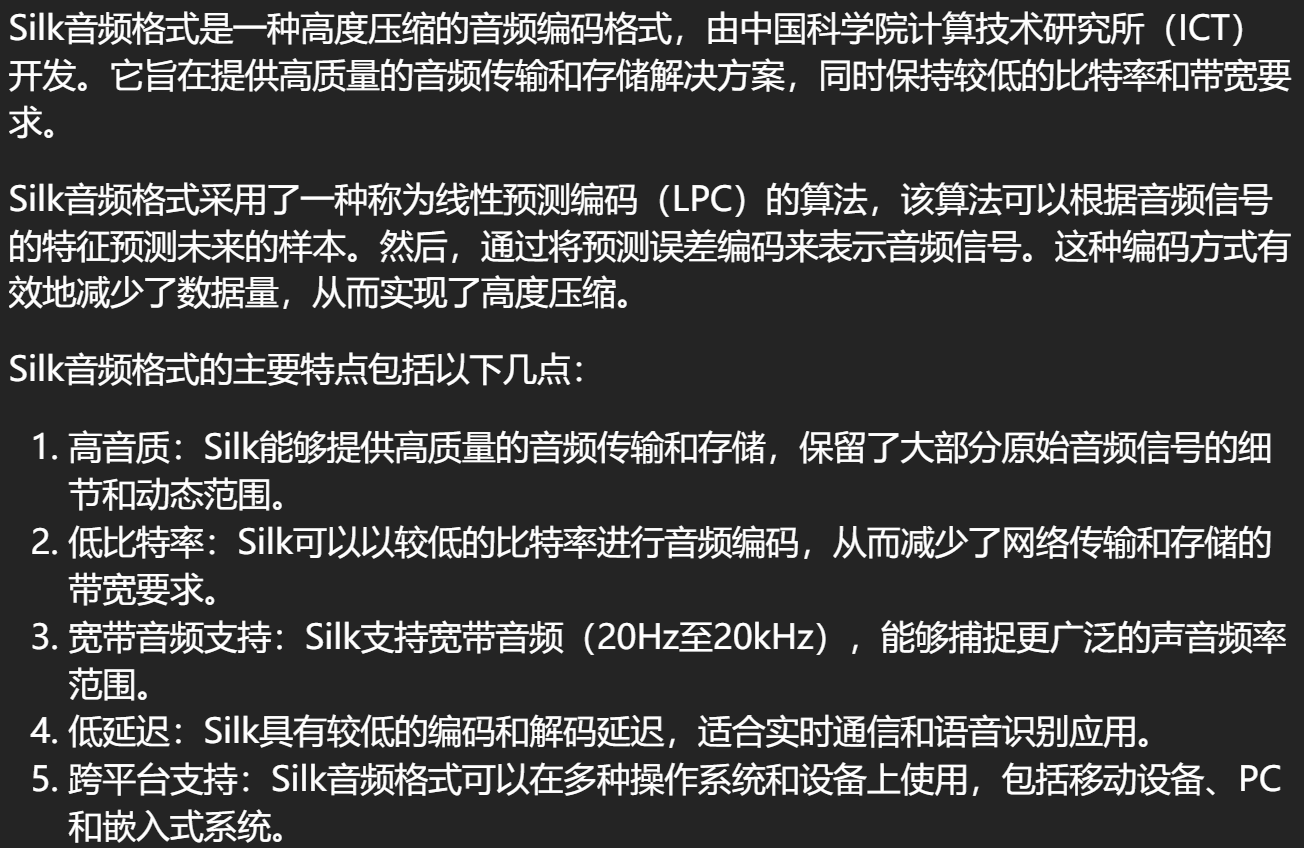 Silk音频格式是一种高度压缩的音频编码格式，由中国科学院计算技术研究所（ICT）
开发。它旨在提供高质量的音频传输和存储解决方案，同时保持较低的比特率和带宽要
求。
Silk音频格式采用了一种称为线性预测编码（LPC）的算法，该算法可以根据音频信号
的特征预测未来的样本。然后，通过将预测误差编码来表示音频信号。这种编码方式有
效地减少了数据量，从而实现了高度压缩。
Silk音频格式的主要特点包括以下几点：
1. 高音质：Silk能够提供高质量的音频传输和存储，保留了大部分原始音频信号的细
节和动态范围。
2. 低比特率：Silk可以以较低的比特率进行音频编码，从而减少了网络传输和存储的
带宽要求。
3. 宽带音频支持：Silk支持宽带音频（20Hz至20kHz），能够捕捉更广泛的声音频率
范围。
4. 低延迟：Silk具有较低的编码和解码延迟，适合实时通信和语音识别应用。
5. 跨平台支持：Silk音频格式可以在多种操作系统和设备上使用，包括移动设备、PC
和嵌入式系统。